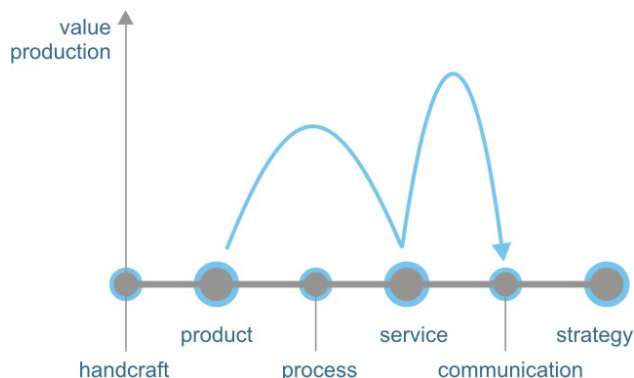 value
production
product
service
strategy
handcraft
process
communication